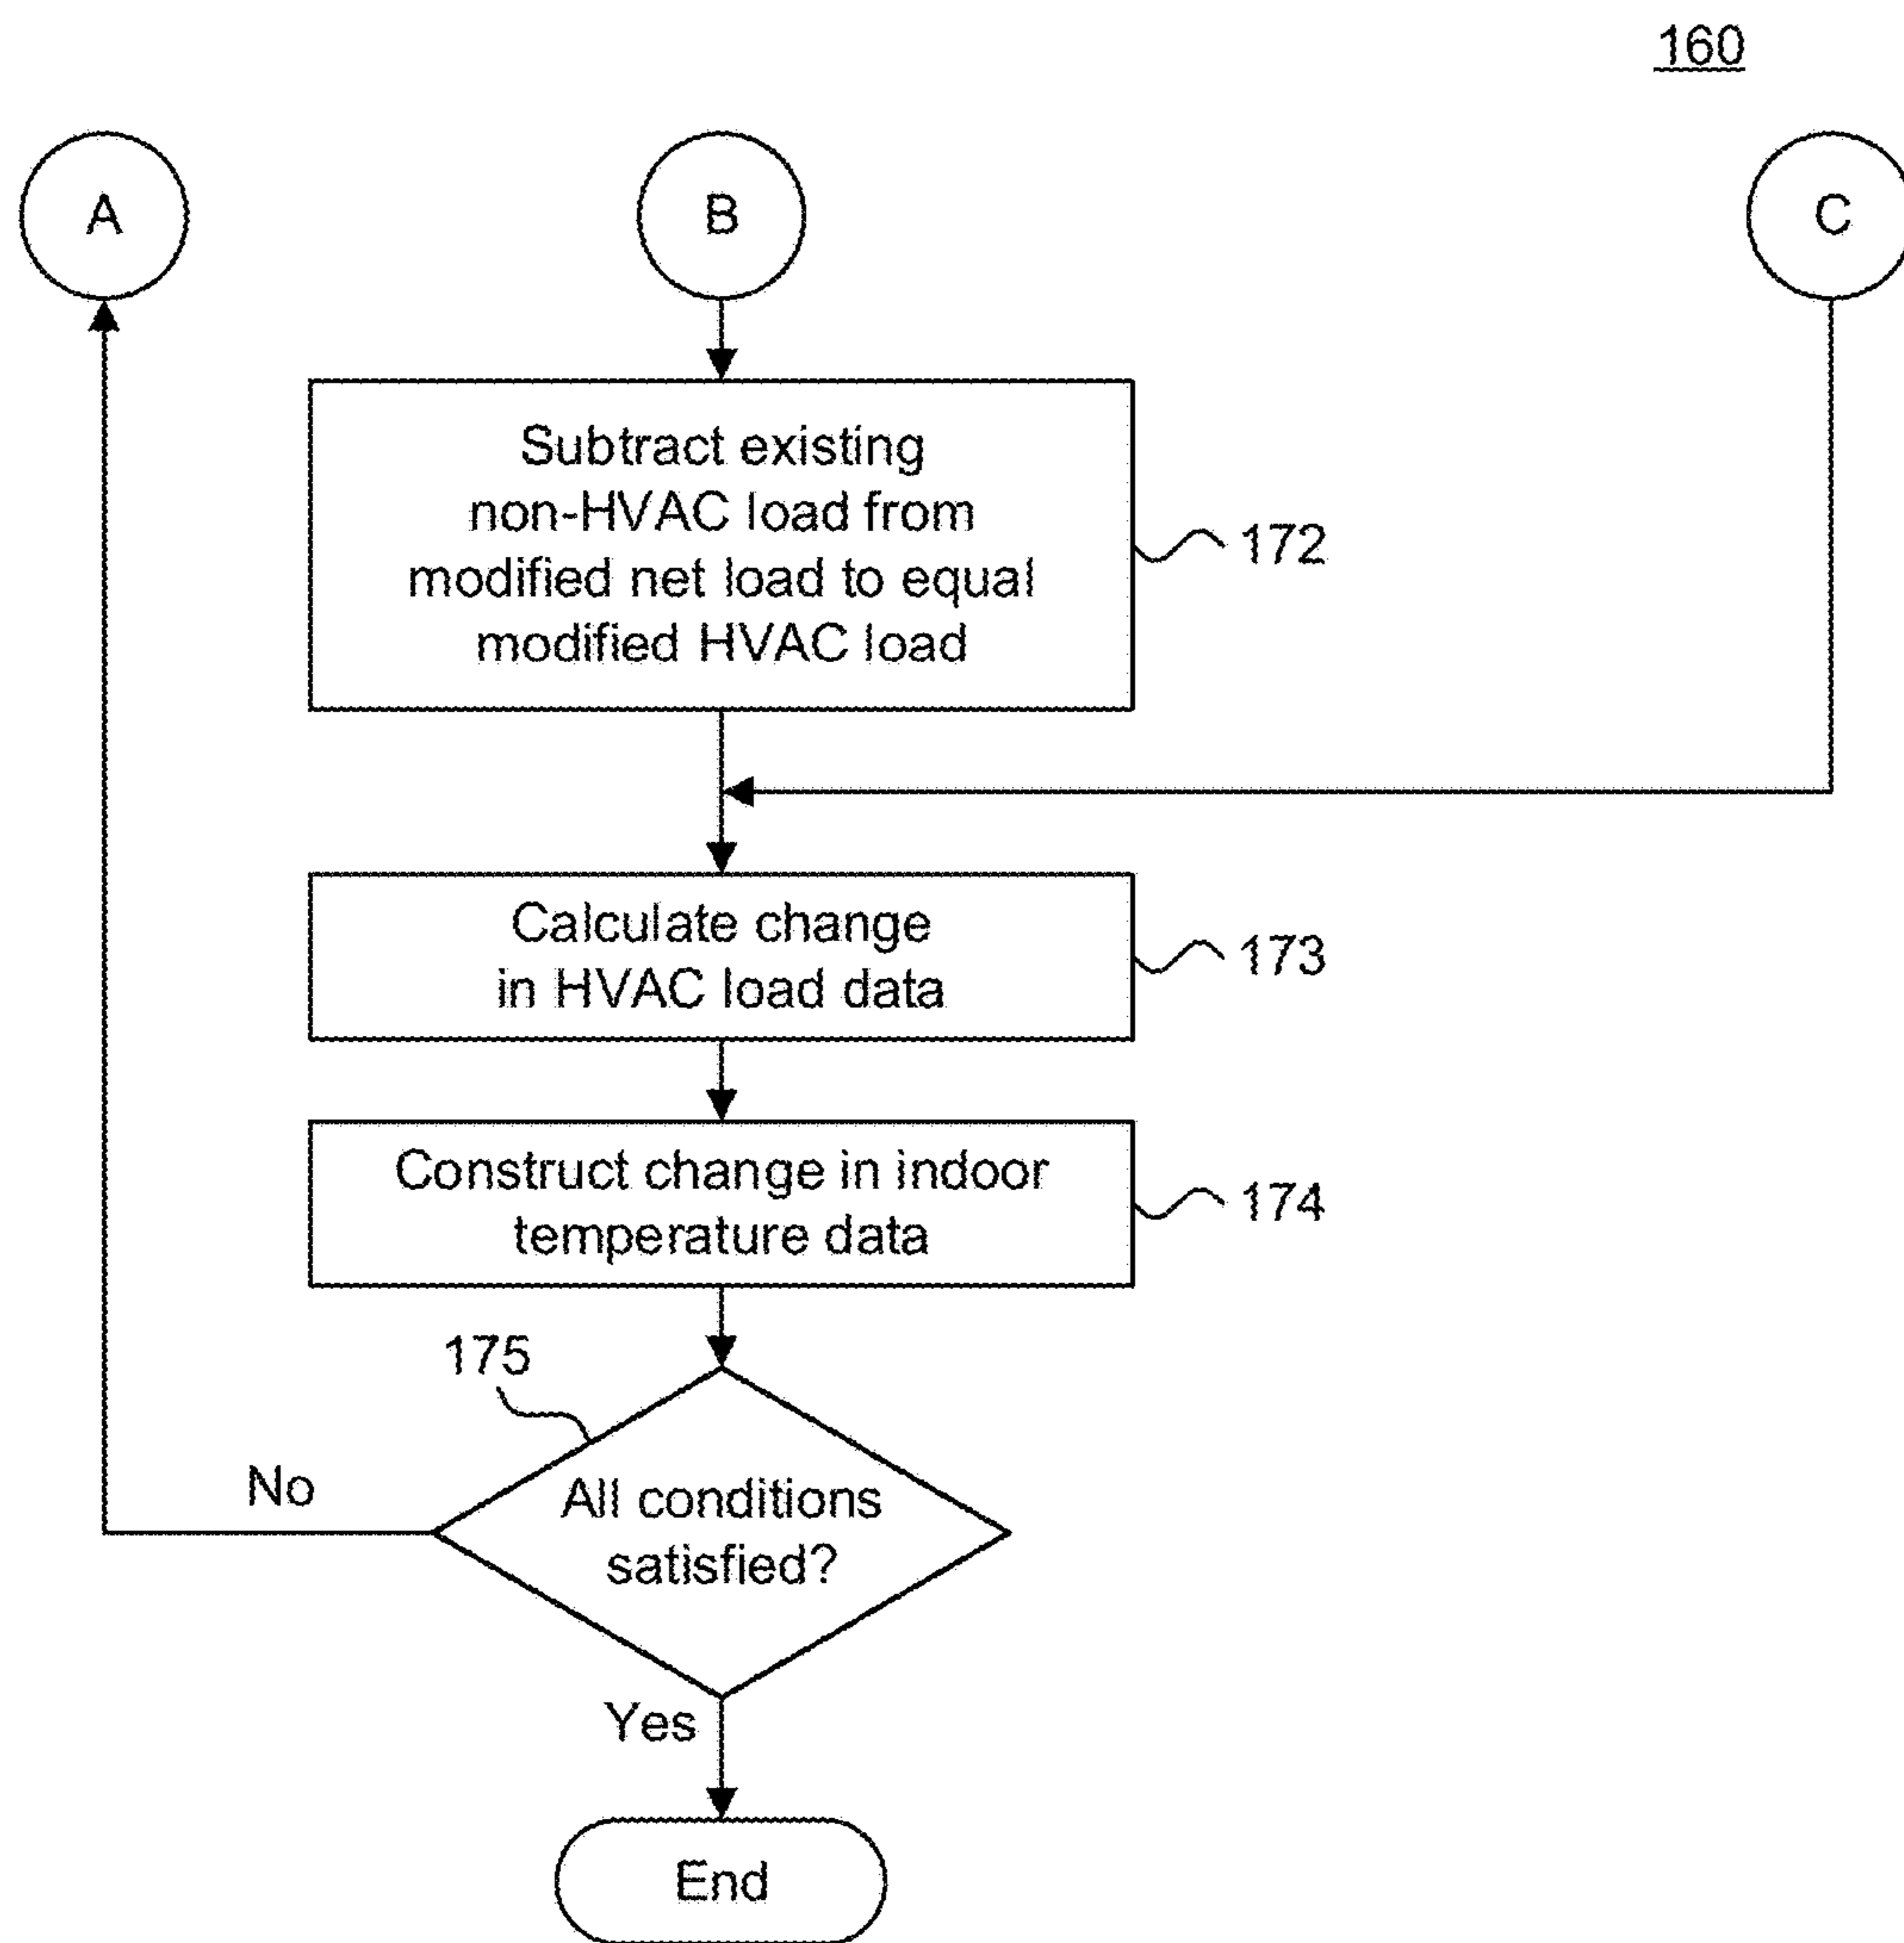 160
A
B
C
Subtract existing
non-HVAC load from
modified net load to equal
modified HVAC load
172
Calculate change
in HVAC load data
173
Construct change in indoor
temperature data
174
175
No
All conditions
satisfied?
Yes
End